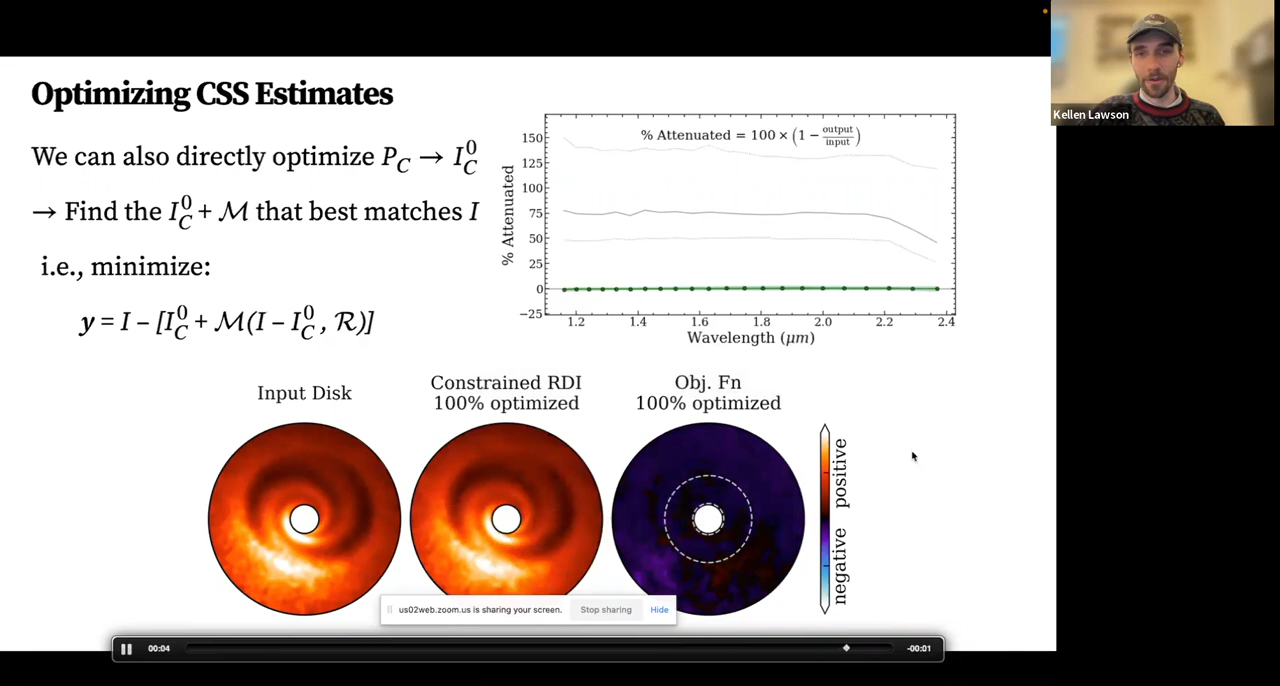 Kellen Lawson
Optimizing CSS Estimates
We can also directly optimize P_C → I_C^0
→ Find the I_C^0 + ℳ that best matches I
i.e., minimize:
y = I – [I_C^0 + ℳ(I – I_C^0, ℛ)]
% Attenuated = 100 × (1 − output/input)
% Attenuated
150
125
100
75
50
25
0
−25
1.2 1.4 1.6 1.8 2.0 2.2 2.4
Wavelength (μm)
Input Disk
Constrained RDI
100% optimized
Obj. Fn
100% optimized
negative positive
us02web.zoom.us is sharing your screen. Stop sharing Hide
00:04 -00:01